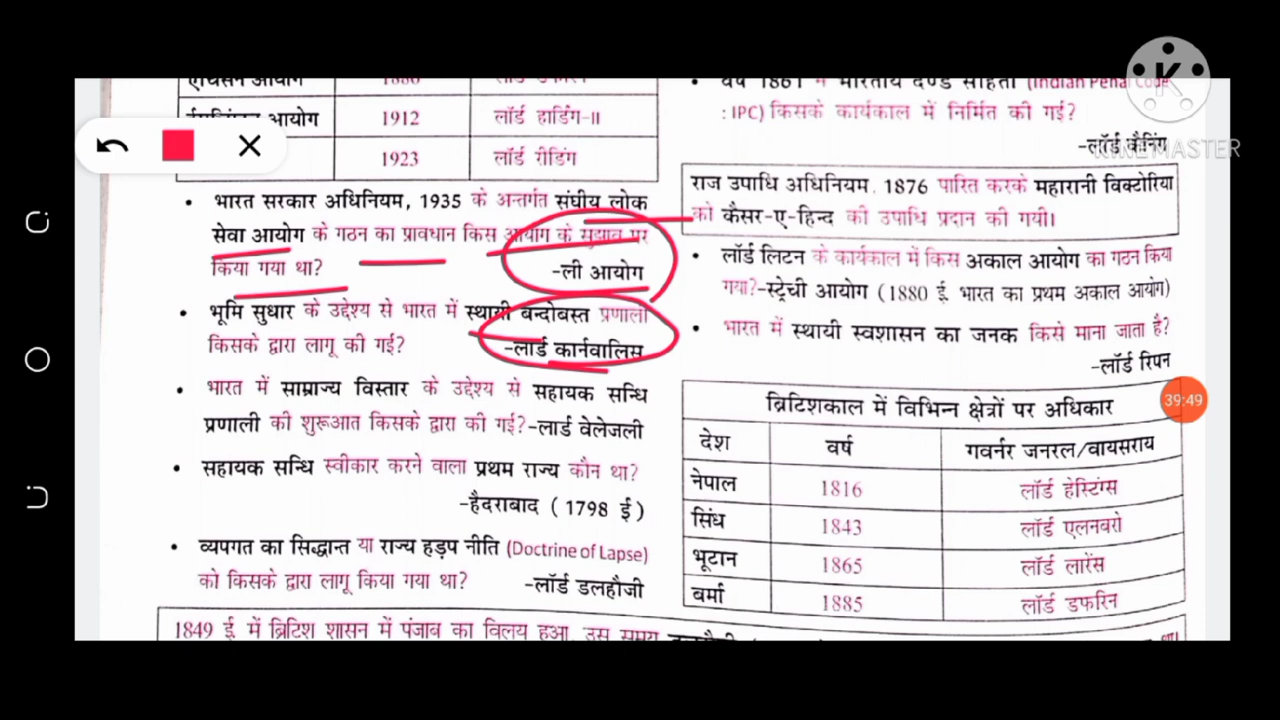 एचिसन आयोग 1886
आयोग 1912 लॉर्ड हार्डिंग-II
1923 लॉर्ड रीडिंग
• भारत सरकार अधिनियम, 1935 के अन्तर्गत संघीय लोक
सेवा आयोग के गठन का प्रावधान किस आयोग के सुझाव पर
किया गया था?
-ली आयोग
• भूमि सुधार के उद्देश्य से भारत में स्थायी बन्दोबस्त प्रणाली
किसके द्वारा लागू की गई?
-लार्ड कार्नवालिस
• भारत में साम्राज्य विस्तार के उद्देश्य से सहायक सन्धि
प्रणाली की शुरूआत किसके द्वारा की गई?-लार्ड वेलेजली
• सहायक सन्धि स्वीकार करने वाला प्रथम राज्य कौन था?
-हैदराबाद (1798 ई)
• व्यपगत का सिद्धान्त या राज्य हड़प नीति (Doctrine of Lapse)
को किसके द्वारा लागू किया गया था?
-लॉर्ड डलहौजी
1849 ई में ब्रिटिश शासन में पंजाब का विलय हुआ, उस समय
• वर्ष 1861 में भारतीय दण्ड संहिता (Indian Penal Code
: IPC) किसके कार्यकाल में निर्मित की गई?
-लॉर्ड कैनिंग
राज उपाधि अधिनियम, 1876 पारित करके महारानी विक्टोरिया
को कैसर-ए-हिन्द की उपाधि प्रदान की गयी।
• लॉर्ड लिटन के कार्यकाल में किस अकाल आयोग का गठन किया
गया?-स्ट्रेची आयोग (1880 ई. भारत का प्रथम अकाल आयोग)
• भारत में स्थायी स्वशासन का जनक किसे माना जाता है?
-लॉर्ड रिपन
ब्रिटिशकाल में विभिन्न क्षेत्रों पर अधिकार
देश वर्ष गवर्नर जनरल/वायसराय
नेपाल 1816 लॉर्ड हेस्टिंग्स
सिंध 1843 लॉर्ड एलनबरो
भूटान 1865 लॉर्ड लारेंस
बर्मा 1885 लॉर्ड डफरिन
K
KINEMASTER
39:49